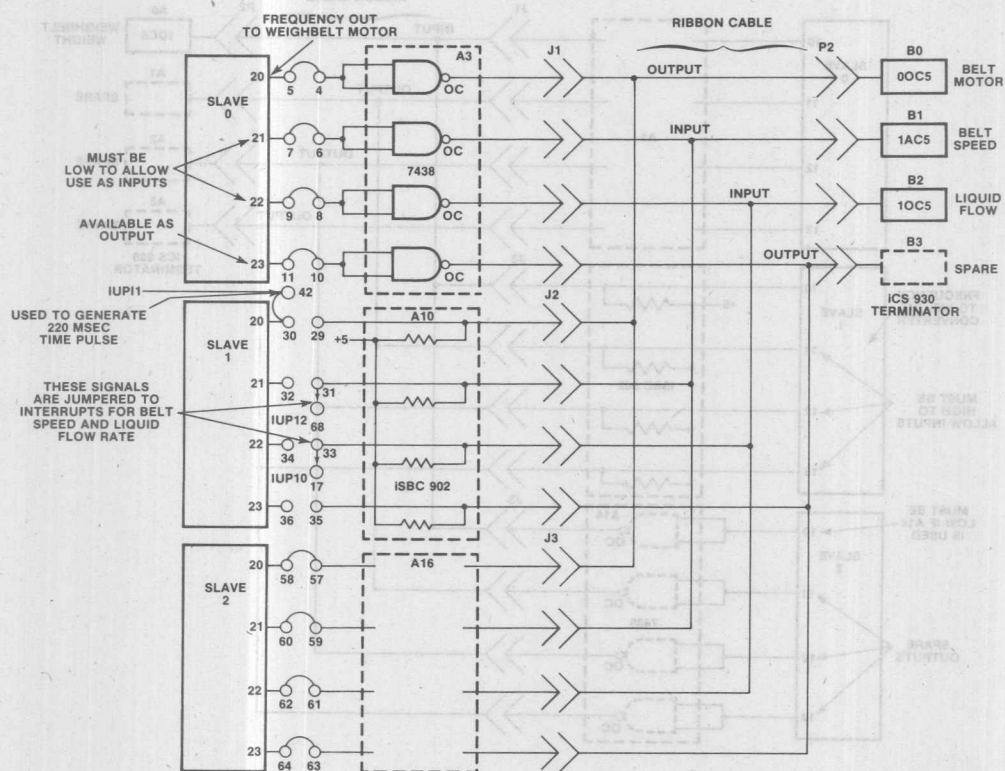 FREQUENCY OUT
TO WEIGHBELT MOTOR
RIBBON CABLE
A3
J1
P2
B0
20
5
4
OC
OUTPUT
0OC5
BELT
MOTOR
SLAVE
0
B1
21
7
6
OC
INPUT
1AC5
BELT
SPEED
MUST BE
LOW TO ALLOW
USE AS INPUTS
7438
B2
22
9
8
OC
INPUT
1OC5
LIQUID
FLOW
AVAILABLE AS
OUTPUT
B3
23
11
10
OC
OUTPUT
SPARE
iCS 930
TERMINATOR
IUPI1
42
J2
USED TO GENERATE
220 MSEC
TIME PULSE
20
30
29
A10
+5
SLAVE
1
21
32
31
THESE SIGNALS
ARE JUMPERED TO
INTERRUPTS FOR BELT
SPEED AND LIQUID
FLOW RATE
IUP12
68
22
34
33
IUP10
17
iSBC 902
23
36
35
J3
20
58
57
A16
SLAVE
2
21
60
59
22
62
61
23
64
63